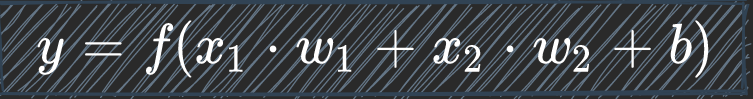 y = f(x₁ · w₁ + x₂ · w₂ + b)